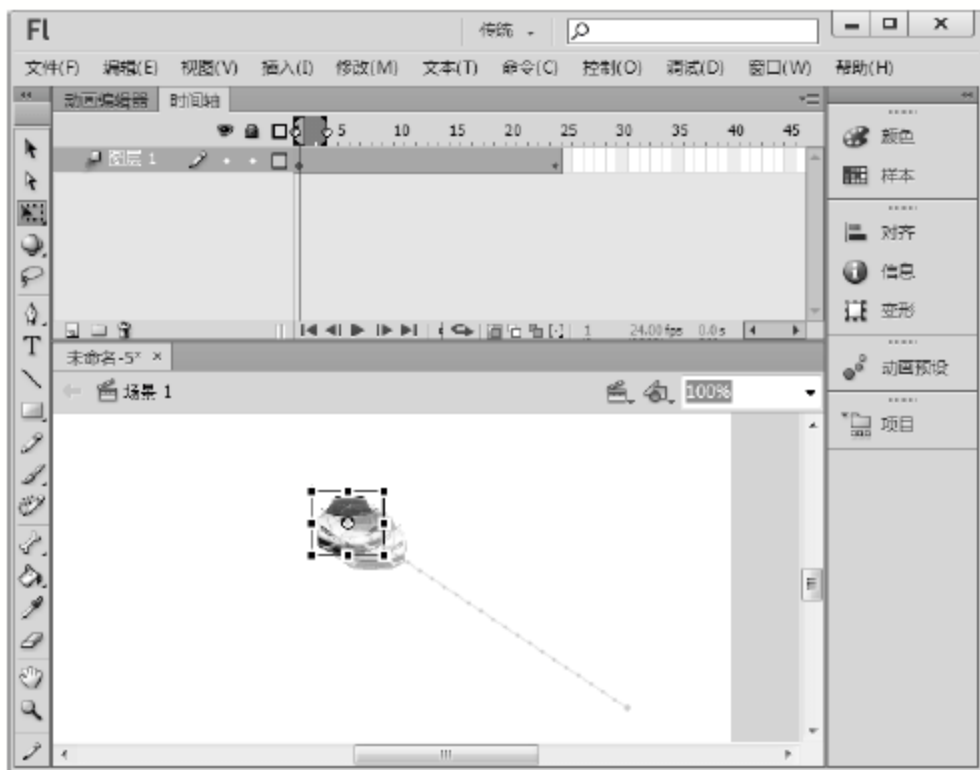 Fl 传统
文件(F) 编辑(E) 视图(V) 插入(I) 修改(M) 文本(T) 命令(C) 控制(O) 调试(D) 窗口(W) 帮助(H)
动画编辑器 时间轴
5 10 15 20 25 30 35 40 45
图层 1
1 24.00 fps 0.0 s
未命名-5* ×
场景 1 100%
颜色
样本
对齐
信息
变形
动画预设
项目